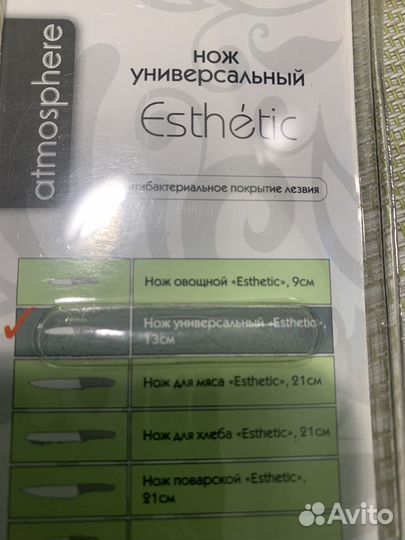 atmosphere
нож
универсальный
Esthétic
тибактериальное покрытие лезвия
Нож овощной «Esthetic», 9см
Нож универсальный «Esthetic
13см
Нож для мяса «Esthetic», 21см
Нож для хлеба «Esthetic», 21см
Нож поварской «Esthetic»,
21см
Avito